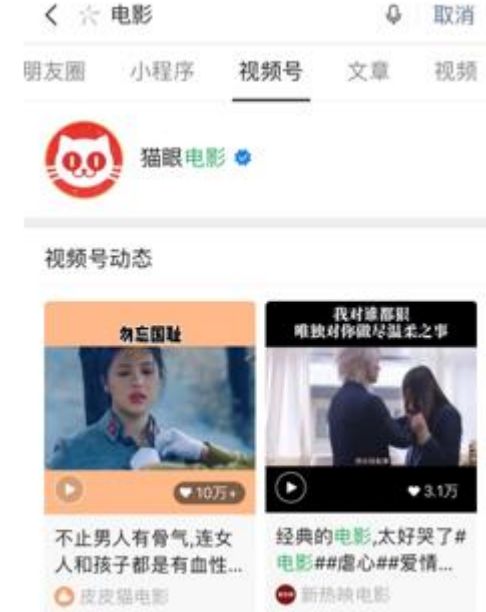 电影
取消
朋友圈 小程序 视频号 文章 视频
猫眼电影
视频号动态
勿忘国耻
10万+
不止男人有骨气,连女
人和孩子都是有血性...
皮皮猫电影
我对谁都狠
唯独对你做尽温柔之事
3.1万
经典的电影,太好哭了#
电影##虐心##爱情...
新热映电影